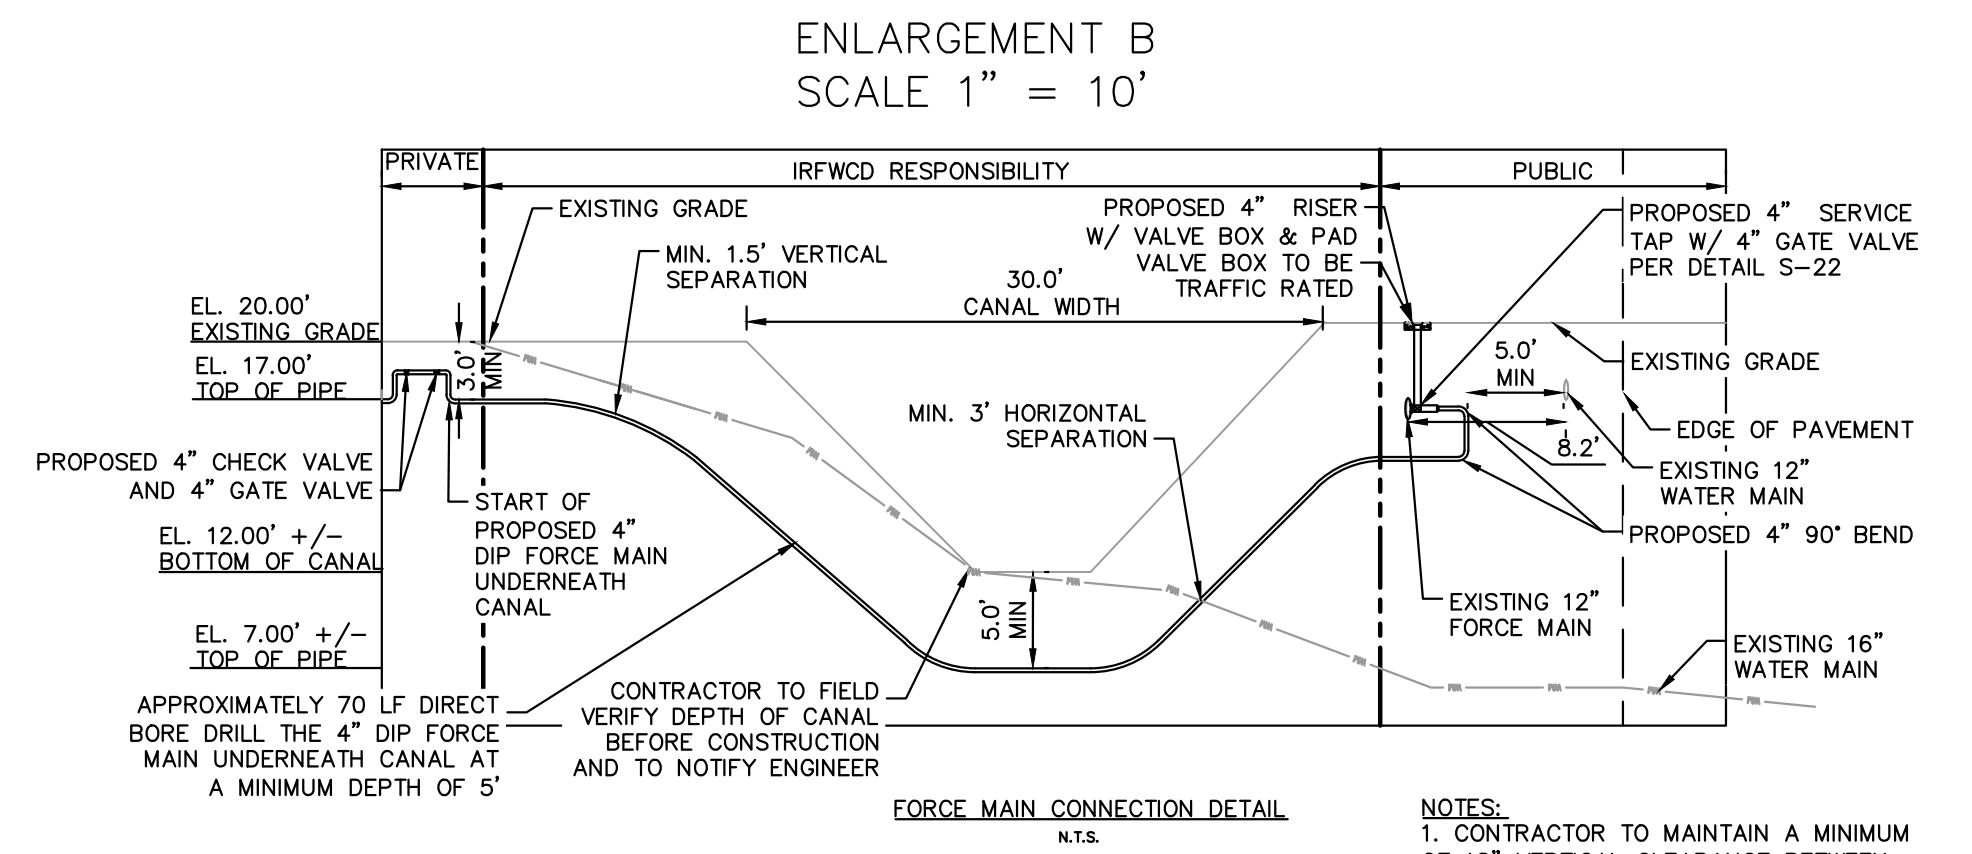 ENLARGEMENT B
SCALE 1" = 10'
PRIVATE
IRFWCD RESPONSIBILITY
PUBLIC
EXISTING GRADE
MIN. 1.5' VERTICAL
SEPARATION
30.0'
CANAL WIDTH
PROPOSED 4" RISER
W/ VALVE BOX & PAD
VALVE BOX TO BE
TRAFFIC RATED
PROPOSED 4" SERVICE
TAP W/ 4" GATE VALVE
PER DETAIL S-22
EL. 20.00'
EXISTING GRADE
EL. 17.00'
TOP OF PIPE
3.0'
MIN
5.0'
MIN
EXISTING GRADE
MIN. 3' HORIZONTAL
SEPARATION
8.2'
EDGE OF PAVEMENT
EXISTING 12"
WATER MAIN
PROPOSED 4" 90° BEND
PROPOSED 4" CHECK VALVE
AND 4" GATE VALVE
START OF
PROPOSED 4"
DIP FORCE MAIN
UNDERNEATH
CANAL
EL. 12.00' +/-
BOTTOM OF CANAL
5.0'
MIN
EXISTING 12"
FORCE MAIN
EXISTING 16"
WATER MAIN
EL. 7.00' +/-
TOP OF PIPE
APPROXIMATELY 70 LF DIRECT
BORE DRILL THE 4" DIP FORCE
MAIN UNDERNEATH CANAL AT
A MINIMUM DEPTH OF 5'
CONTRACTOR TO FIELD
VERIFY DEPTH OF CANAL
BEFORE CONSTRUCTION
AND TO NOTIFY ENGINEER
FORCE MAIN CONNECTION DETAIL
N.T.S.
NOTES:
1. CONTRACTOR TO MAINTAIN A MINIMUM